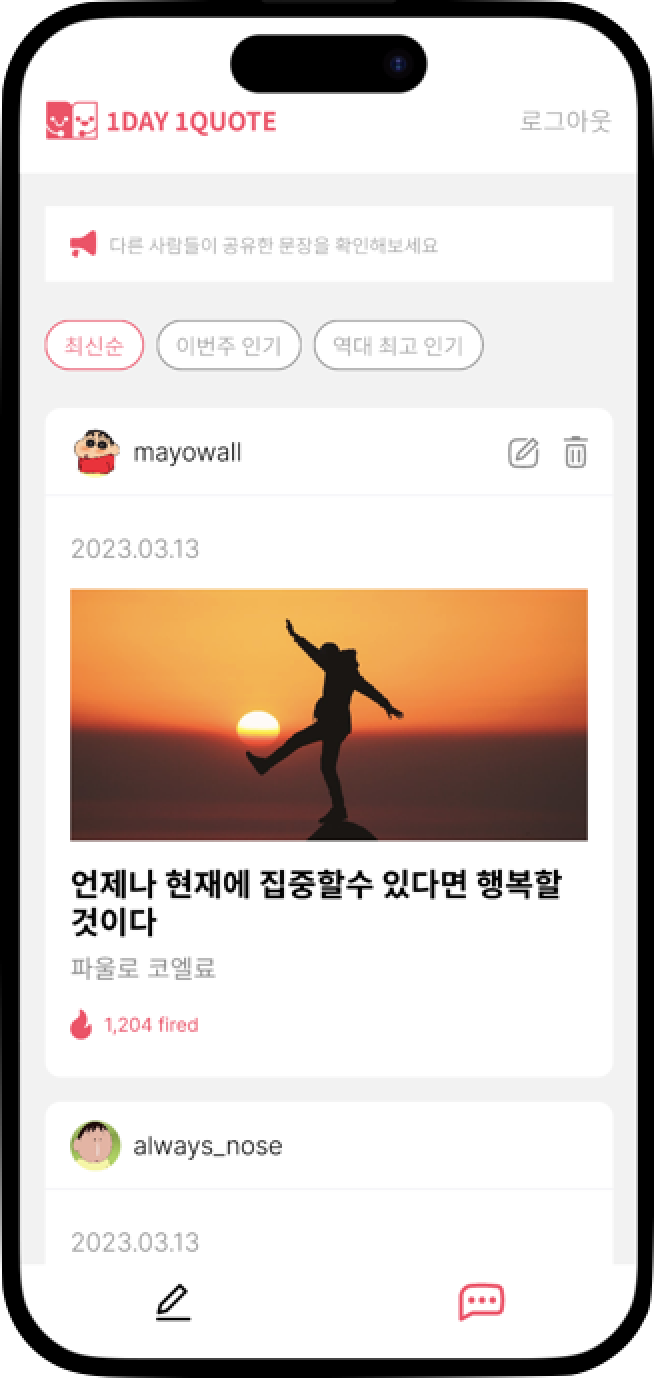 1DAY 1QUOTE
로그아웃
다른 사람들이 공유한 문장을 확인해보세요
최신순
이번주 인기
역대 최고 인기
mayowall
2023.03.13
언제나 현재에 집중할수 있다면 행복할
것이다
파울로 코엘료
1,204 fired
always_nose
2023.03.13